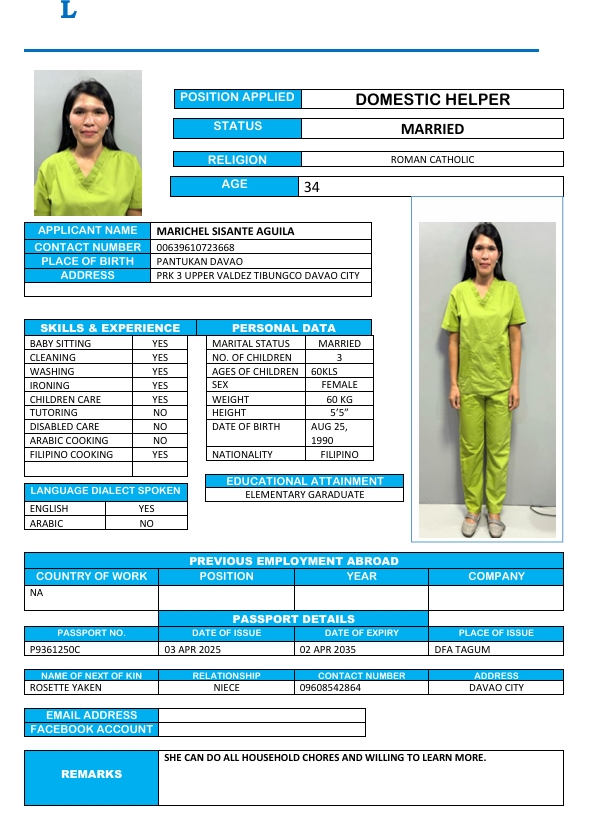 L
POSITION APPLIED DOMESTIC HELPER
STATUS MARRIED
RELIGION ROMAN CATHOLIC
AGE 34
APPLICANT NAME MARICHEL SISANTE AGUILA
CONTACT NUMBER 00639610723668
PLACE OF BIRTH PANTUKAN DAVAO
ADDRESS PRK 3 UPPER VALDEZ TIBUNGCO DAVAO CITY
SKILLS & EXPERIENCE PERSONAL DATA
BABY SITTING YES MARITAL STATUS MARRIED
CLEANING YES NO. OF CHILDREN 3
WASHING YES AGES OF CHILDREN 60KLS
IRONING YES SEX FEMALE
CHILDREN CARE YES WEIGHT 60 KG
TUTORING NO HEIGHT 5’5”
DISABLED CARE NO DATE OF BIRTH AUG 25,
ARABIC COOKING NO 1990
FILIPINO COOKING YES NATIONALITY FILIPINO
EDUCATIONAL ATTAINMENT
LANGUAGE DIALECT SPOKEN ELEMENTARY GARADUATE
ENGLISH YES
ARABIC NO
PREVIOUS EMPLOYMENT ABROAD
COUNTRY OF WORK POSITION YEAR COMPANY
NA
PASSPORT DETAILS
PASSPORT NO. DATE OF ISSUE DATE OF EXPIRY PLACE OF ISSUE
P9361250C 03 APR 2025 02 APR 2035 DFA TAGUM
NAME OF NEXT OF KIN RELATIONSHIP CONTACT NUMBER ADDRESS
ROSETTE YAKEN NIECE 09608542864 DAVAO CITY
EMAIL ADDRESS
FACEBOOK ACCOUNT
SHE CAN DO ALL HOUSEHOLD CHORES AND WILLING TO LEARN MORE.
REMARKS